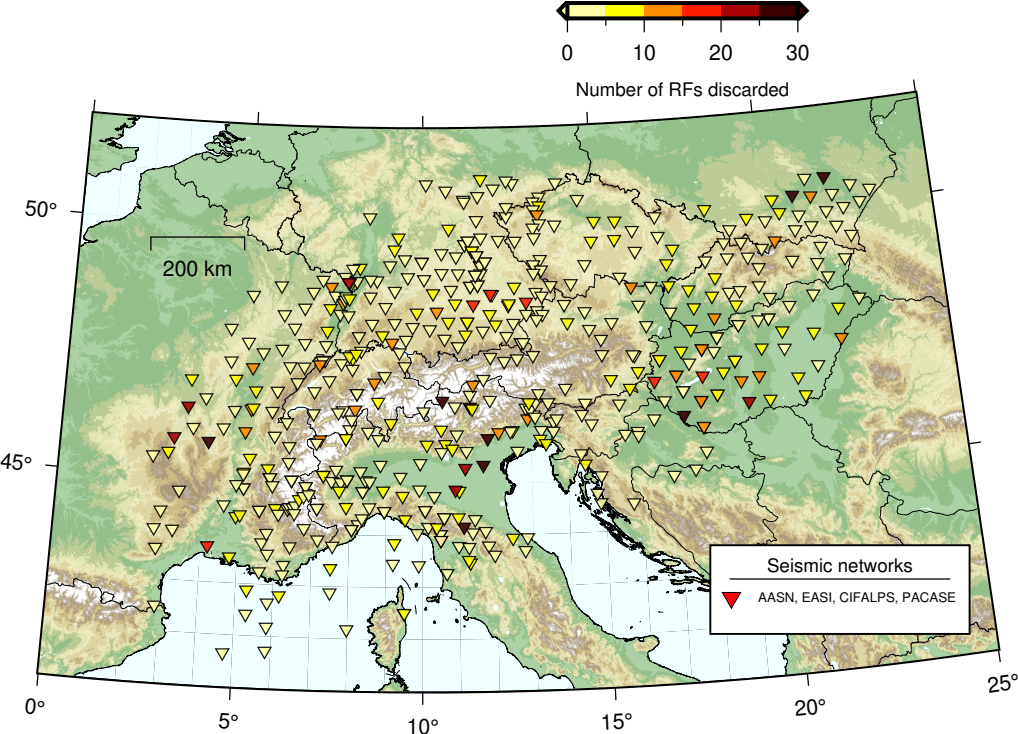 0 10 20 30
Number of RFs discarded
50°
200 km
45°
Seismic networks
AASN, EASI, CIFALPS, PACASE
0° 5° 10° 15° 20° 25°